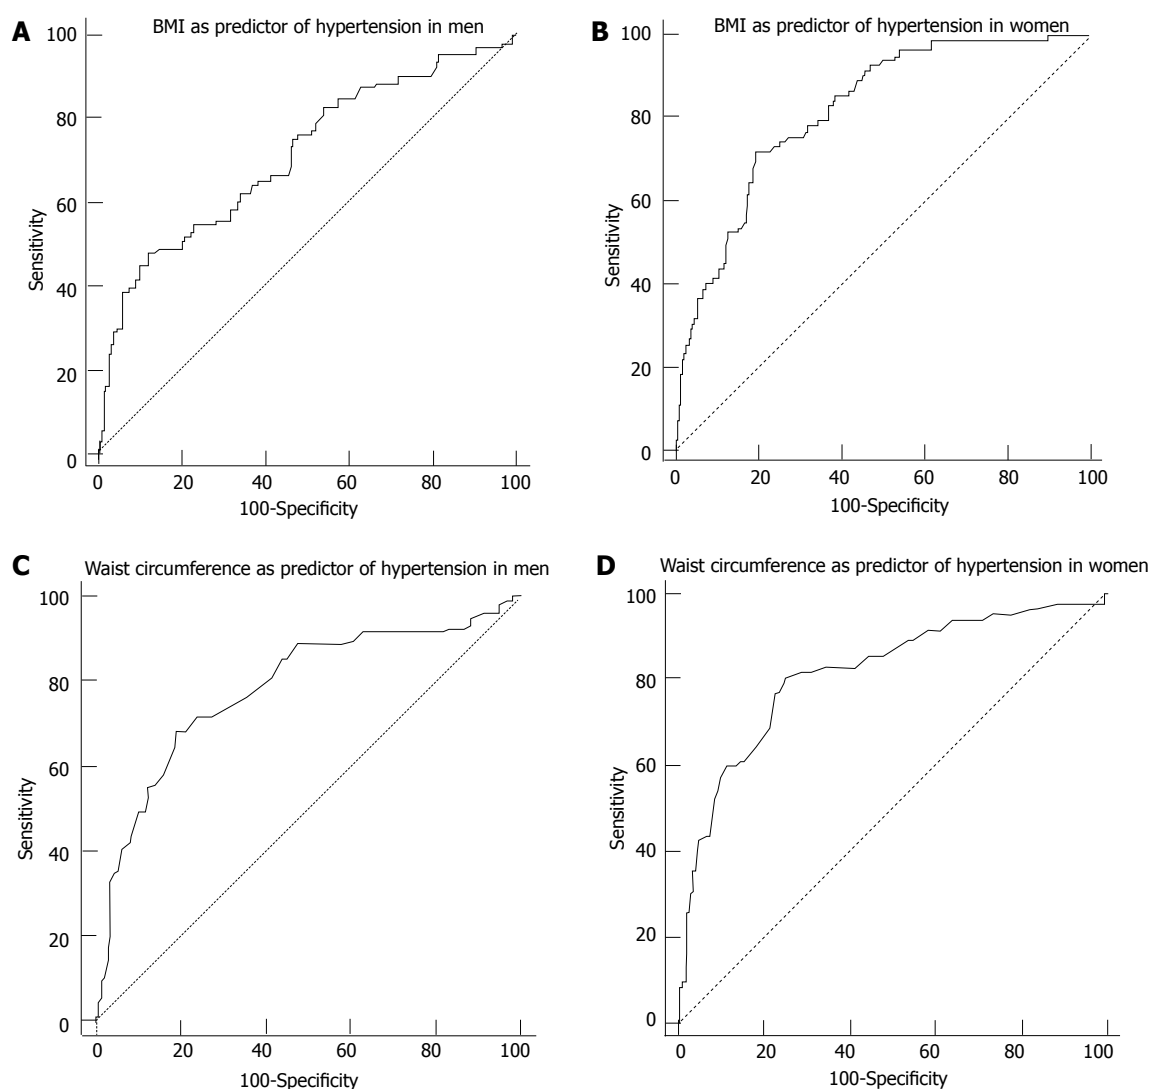 A
BMI as predictor of hypertension in men
100
80
60
40
20
0
Sensitivity
0 20 40 60 80 100
100-Specificity
B
BMI as predictor of hypertension in women
100
80
60
40
20
0
Sensitivity
0 20 40 60 80 100
100-Specificity
C
Waist circumference as predictor of hypertension in men
100
80
60
40
20
0
Sensitivity
0 20 40 60 80 100
100-Specificity
D
Waist circumference as predictor of hypertension in women
100
80
60
40
20
0
Sensitivity
0 20 40 60 80 100
100-Specificity